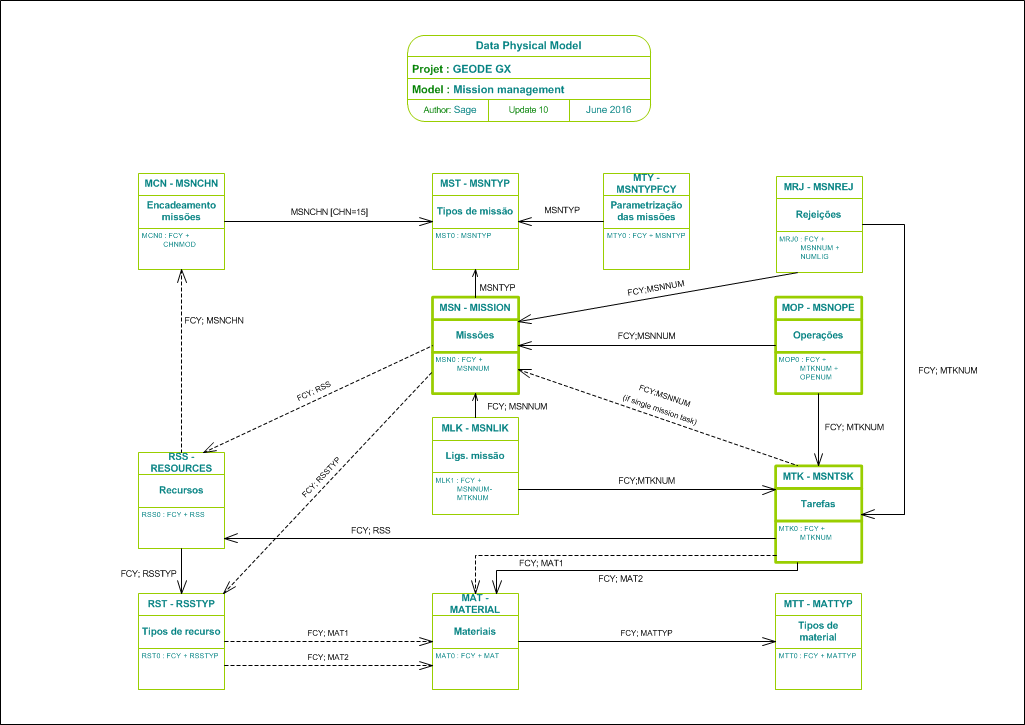 Data Physical Model
Projet : GEODE GX
Model : Mission management
Author: Sage
Update 10
June 2016
MCN - MSNCHN
Encadeamento
missões
MCN0 : FCY +
CHNMOD
MSNCHN [CHN=15]
MST - MSNTYP
Tipos de missão
MST0 : MSNTYP
MSNTYP
MTY -
MSNTYPFCY
Parametrização
das missões
MTY0 : FCY + MSNTYP
MRJ - MSNREJ
Rejeições
MRJ0 : FCY +
MSNNUM +
NUMLIG
MSNTYP
FCY;MSNNUM
FCY; MSNCHN
MSN - MISSION
Missões
MSN0 : FCY +
MSNNUM
FCY;MSNNUM
MOP - MSNOPE
Operações
MOP0 : FCY +
MTKNUM +
OPENUM
FCY; MTKNUM
FCY; RSS
FCY;MSNNUM
(if single mission task)
FCY; MSNNUM
FCY; MTKNUM
MLK - MSNLIK
Ligs. missão
MLK1 : FCY +
MSNNUM-
MTKNUM
FCY; RSSTYP
FCY;MTKNUM
RSS -
RESOURCES
Recursos
RSS0 : FCY + RSS
MTK - MSNTSK
Tarefas
MTK0 : FCY +
MTKNUM
FCY; RSS
FCY; MAT1
FCY; MAT2
FCY; RSSTYP
RST - RSSTYP
Tipos de recurso
RST0 : FCY + RSSTYP
FCY; MAT1
FCY; MAT2
MAT -
MATERIAL
Materiais
MAT0 : FCY + MAT
FCY; MATTYP
MTT - MATTYP
Tipos de
material
MTT0 : FCY + MATTYP